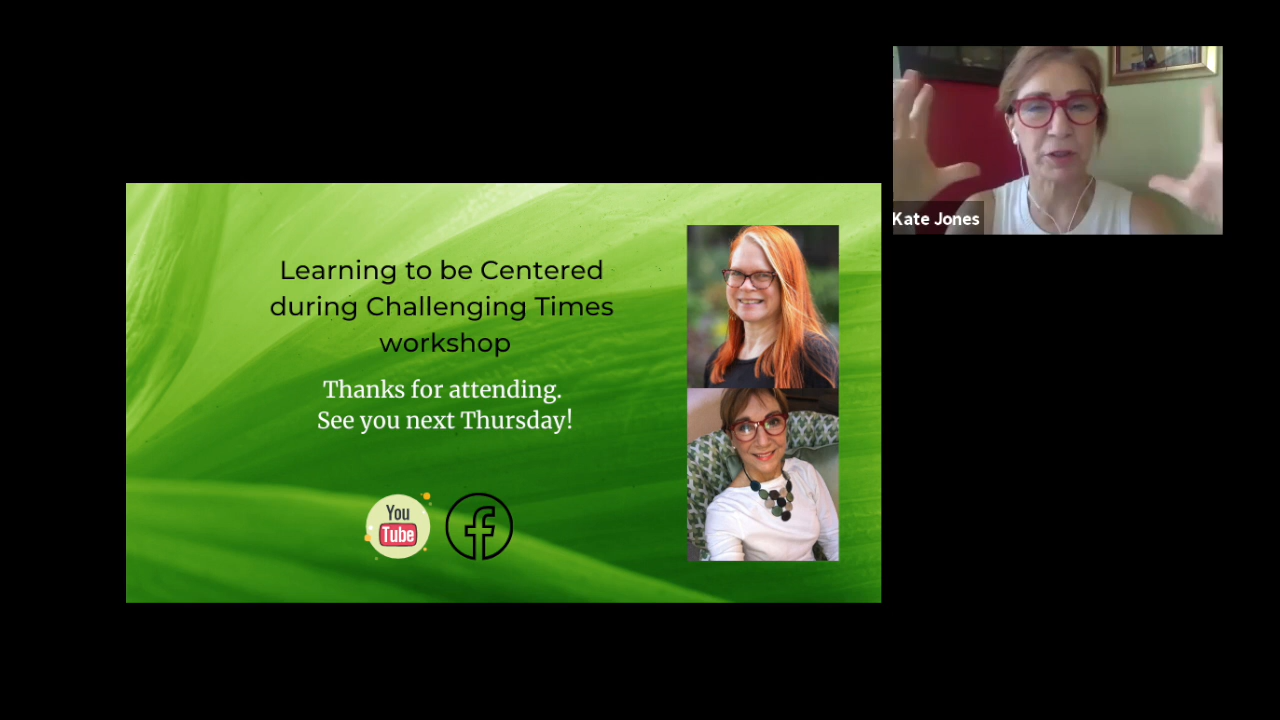 Learning to be Centered
during Challenging Times
workshop
Thanks for attending.
See you next Thursday!
You
Tube
Kate Jones